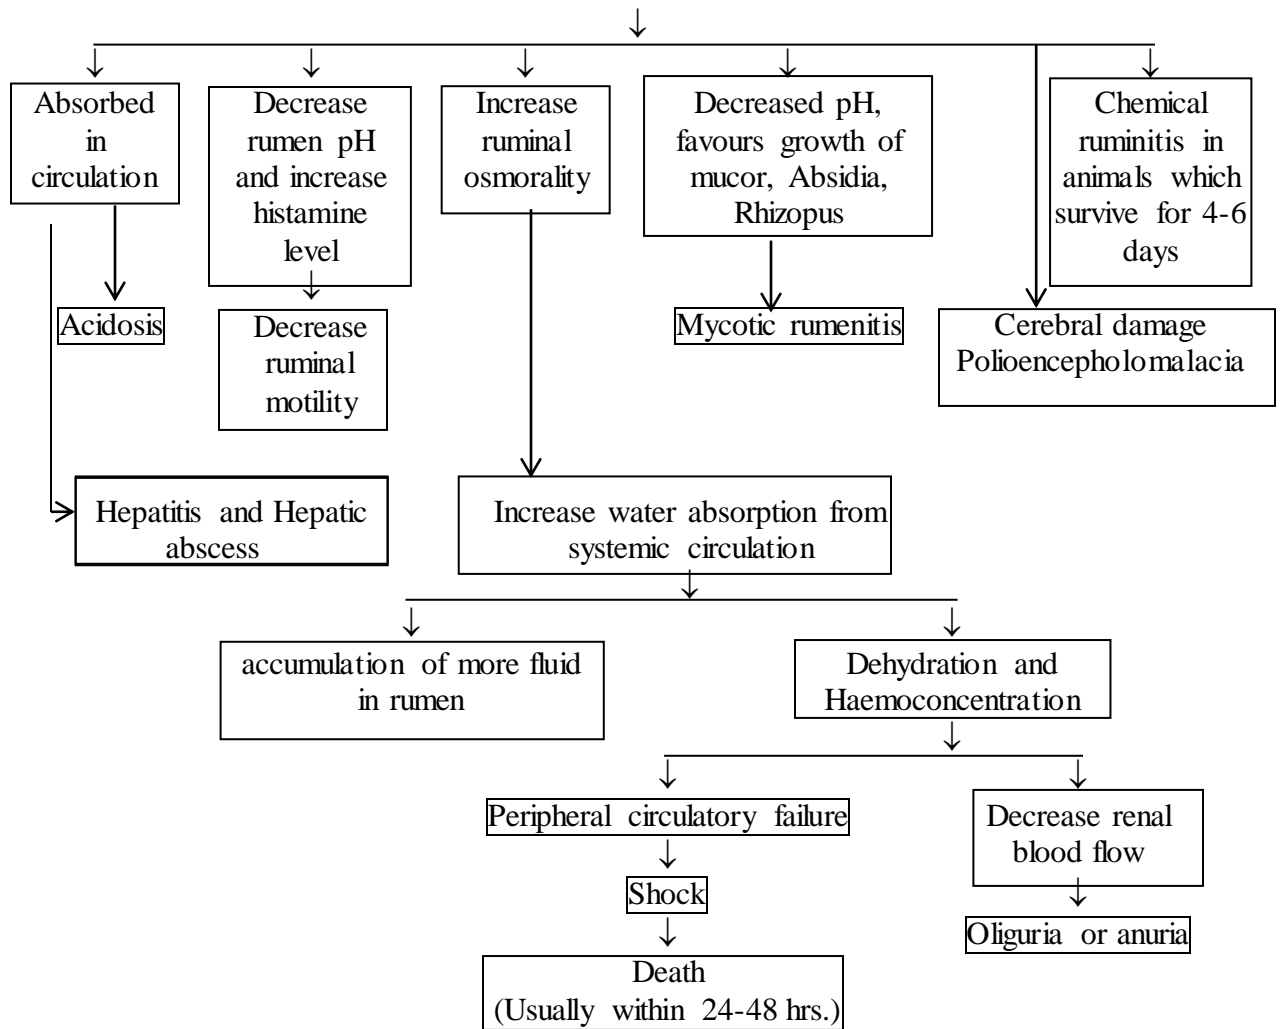 Absorbed
in
circulation
Decrease
rumen pH
and increase
histamine
level
Increase
ruminal
osmorality
Decreased pH,
favours growth of
mucor, Absidia,
Rhizopus
Chemical
ruminitis in
animals which
survive for 4-6
days
Acidosis
Decrease
ruminal
motility
Mycotic rumenitis
Cerebral damage
Polioencepholomalacia
Hepatitis and Hepatic
abscess
Increase water absorption from
systemic circulation
accumulation of more fluid
in rumen
Dehydration and
Haemoconcentration
Peripheral circulatory failure
Decrease renal
blood flow
Shock
Oliguria or anuria
Death
(Usually within 24-48 hrs.)